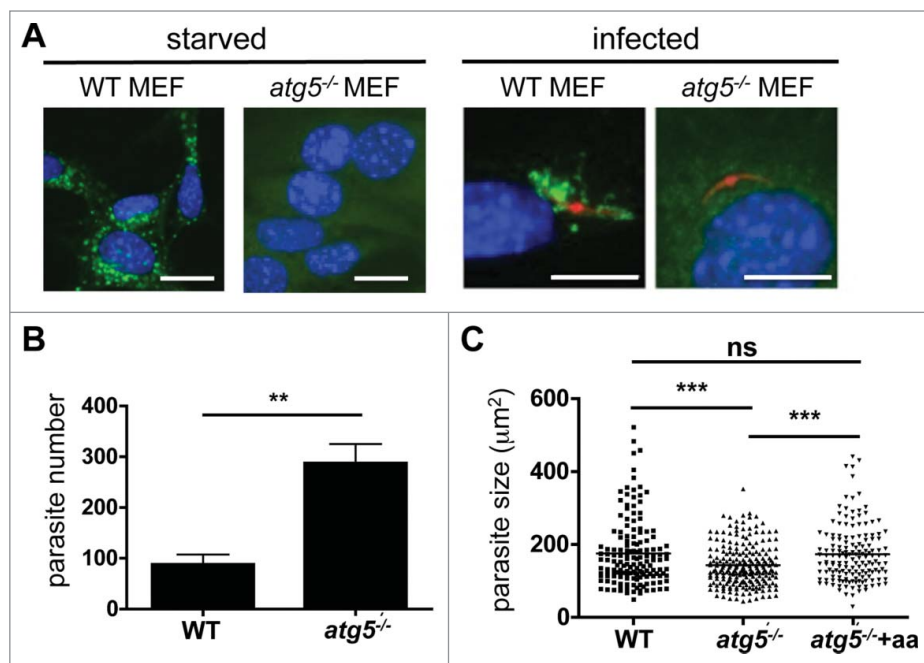 A
starved
infected
WT MEF
atg5-/- MEF
WT MEF
atg5-/- MEF
B
parasite number
400
300
200
100
0
**
WT
atg5-/-
C
ns
***
***
parasite size (μm2)
600
400
200
0
WT
atg5-/-
atg5-/-+aa